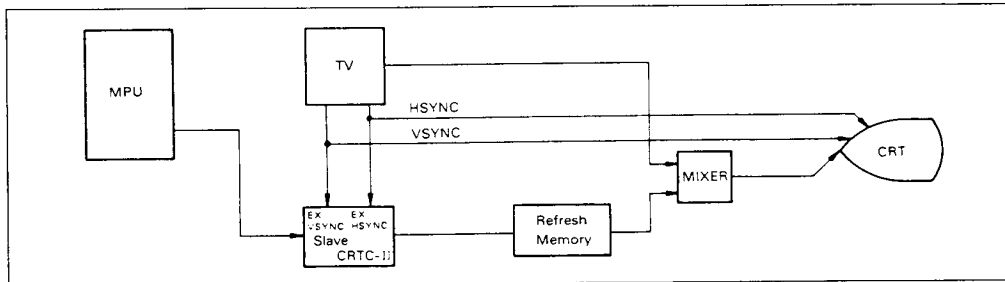 MPU
TV
HSYNC
VSYNC
CRT
MIXER
EX EX
VSYNC HSYNC
Slave
CRTC-II
Refresh
Memory